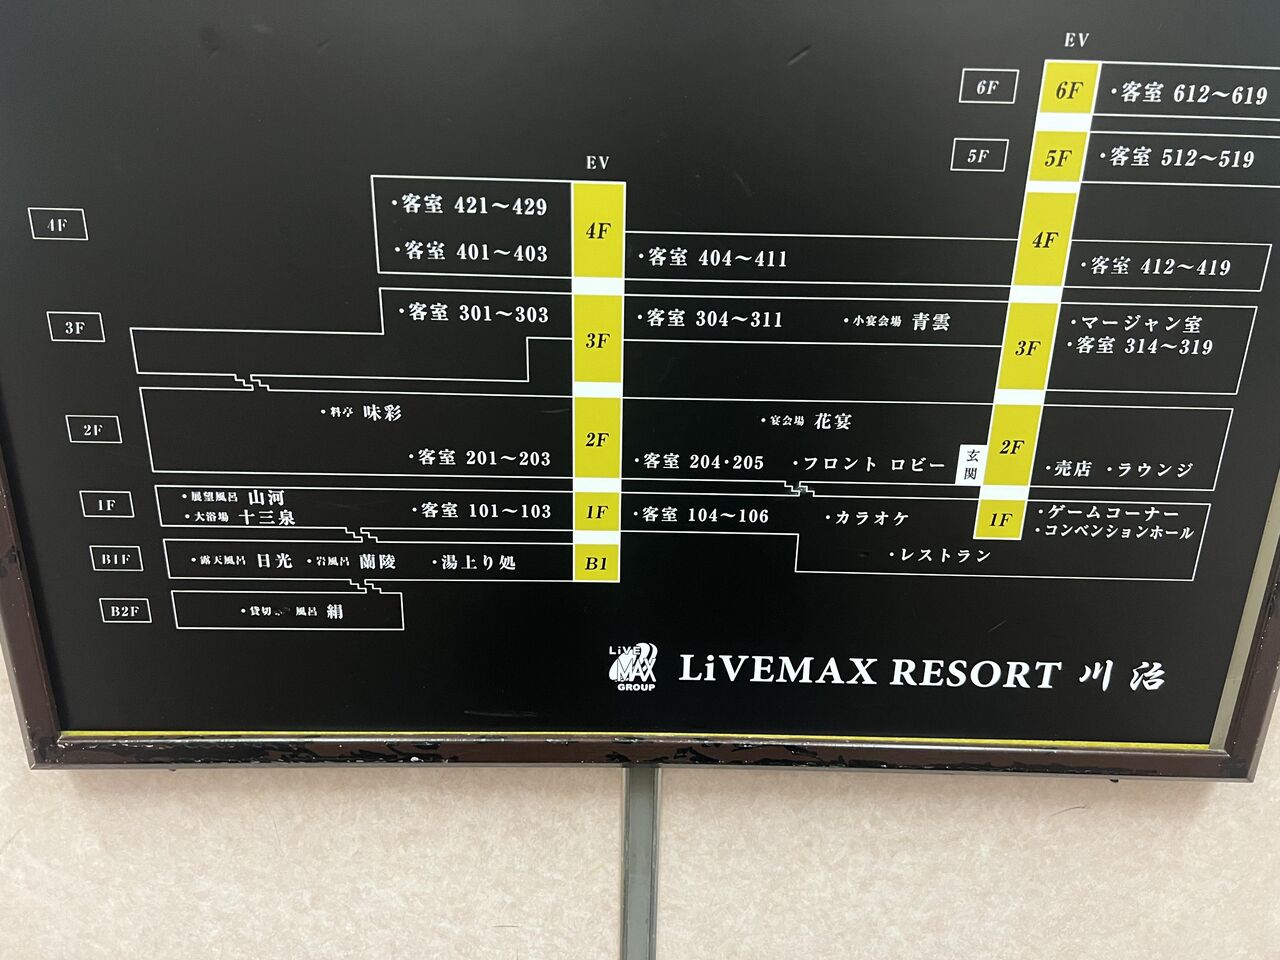 EV
6F
6F
・客室 612～619
5F
5F
・客室 512～519
EV
4F
・客室 421～429
・客室 401～403
4F
・客室 404～411
4F
・客室 412～419
3F
・客室 301～303
3F
・客室 304～311
・小宴会場 青雲
3F
・マージャン室
・客室 314～319
2F
・料亭 味彩
・客室 201～203
2F
・宴会場 花宴
・客室 204・205
・フロント ロビー
玄関
2F
・売店 ・ラウンジ
1F
・展望風呂 山河
・大浴場 十三泉
・客室 101～103
1F
・客室 104～106
・カラオケ
1F
・ゲームコーナー
・コンベンションホール
・レストラン
B1F
・露天風呂 日光 ・岩風呂 蘭陵 ・湯上り処
B1
B2F
・貸切 風呂 絹
LiVE MAX GROUP
LiVEMAX RESORT 川治